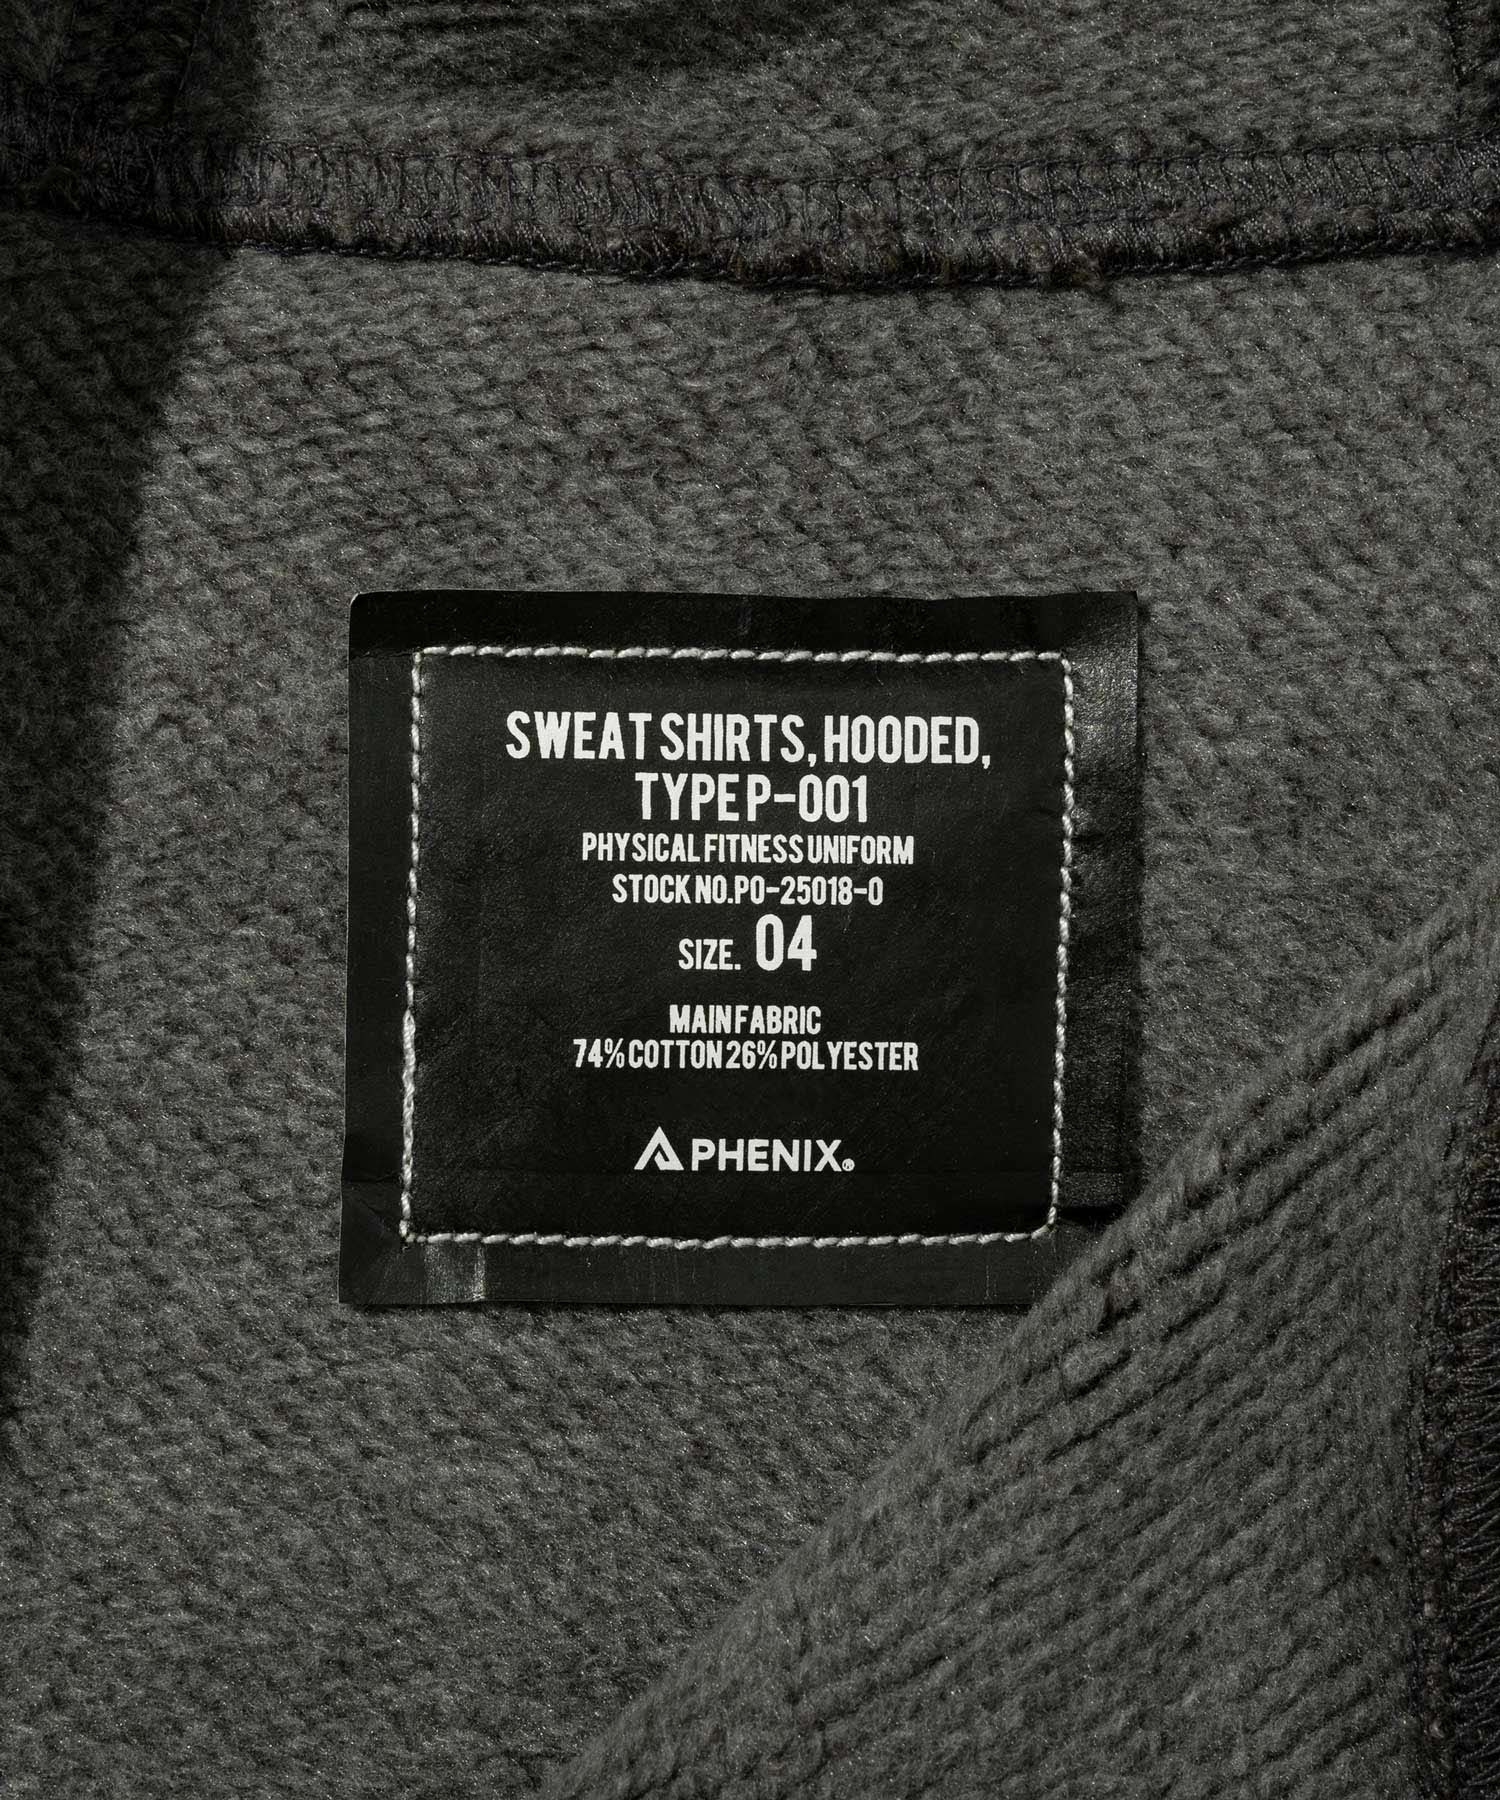 SWEAT SHIRTS, HOODED,
TYPE P-001
PHYSICAL FITNESS UNIFORM
STOCK NO. PO-25018-0
SIZE. 04
MAIN FABRIC
74% COTTON 26% POLYESTER
PHENIX®